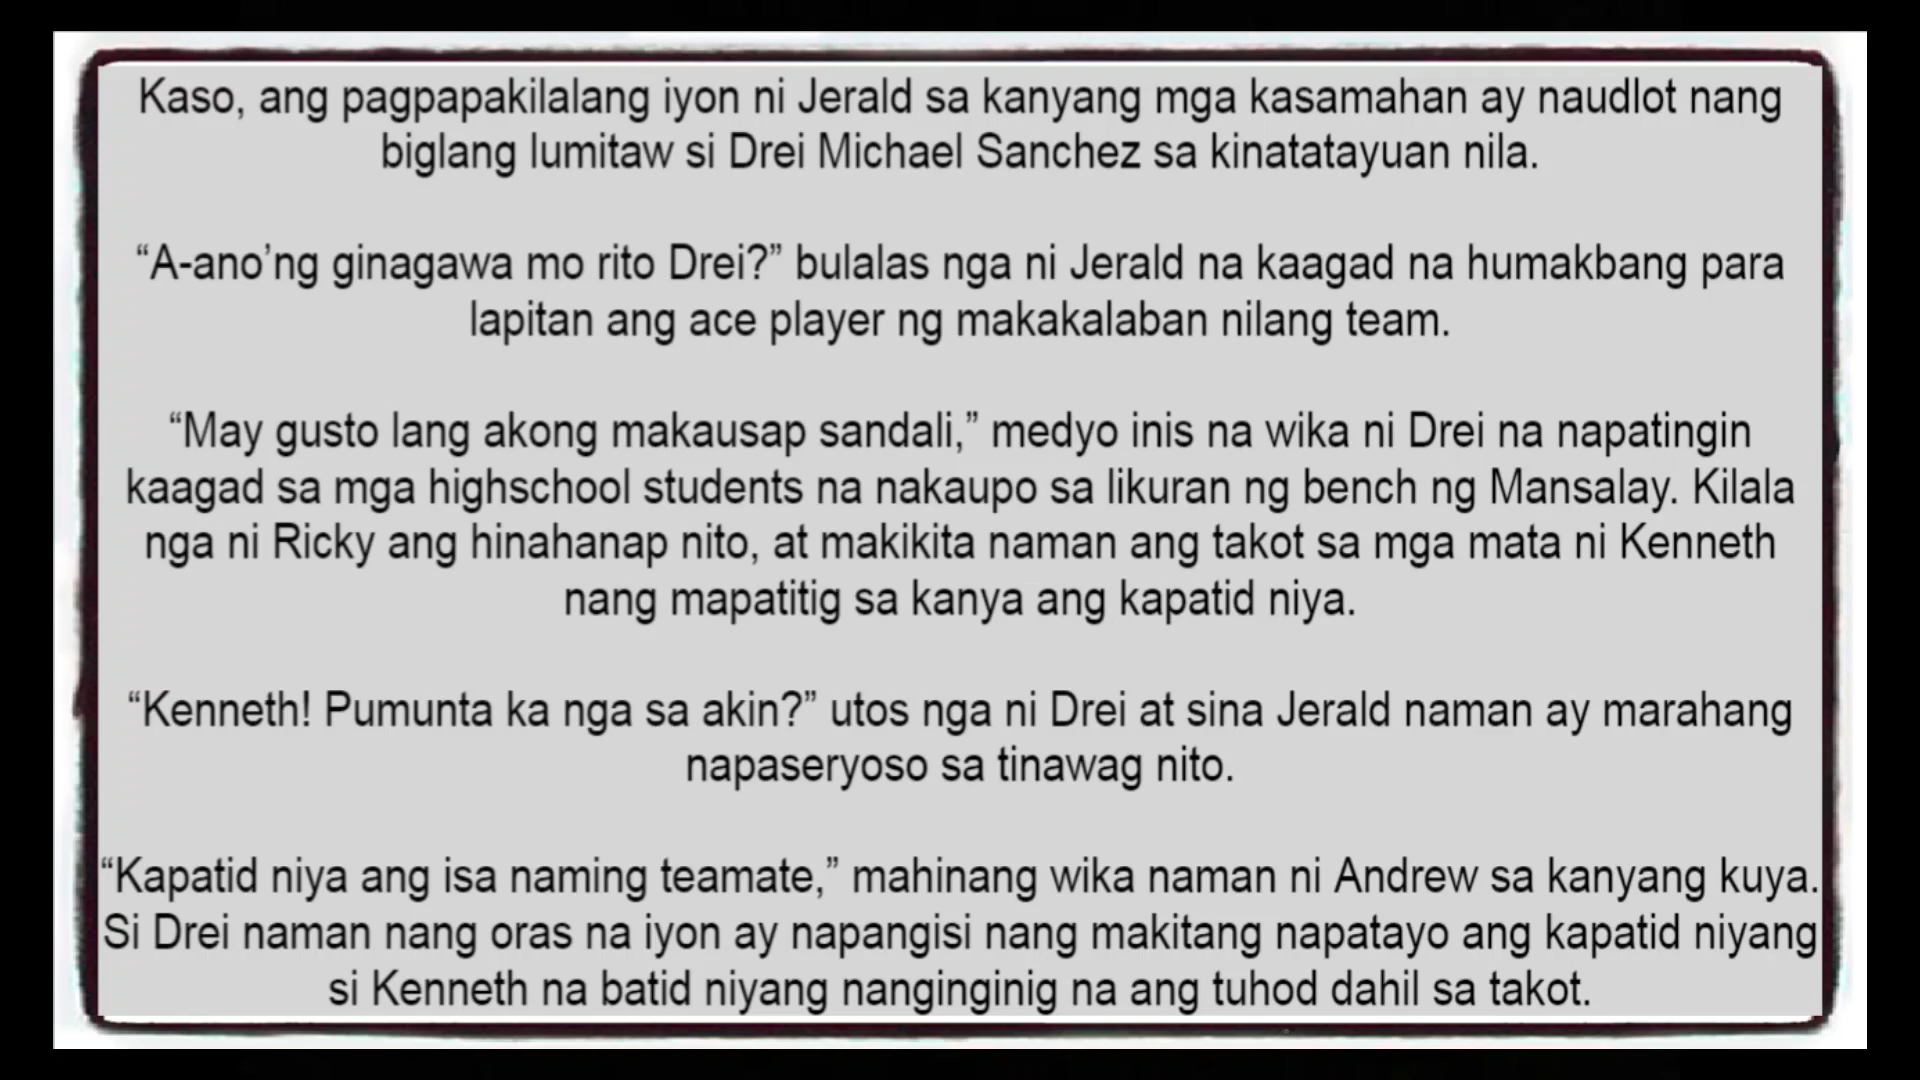 Kaso, ang pagpapakilalang iyon ni Jerald sa kanyang mga kasamahan ay naudlot nang
biglang lumitaw si Drei Michael Sanchez sa kinatatayuan nila.
“A-ano’ng ginagawa mo rito Drei?” bulalas nga ni Jerald na kaagad na humakbang para
lapitan ang ace player ng makakalaban nilang team.
“May gusto lang akong makausap sandali,” medyo inis na wika ni Drei na napatingin
kaagad sa mga highschool students na nakaupo sa likuran ng bench ng Mansalay. Kilala
nga ni Ricky ang hinahanap nito, at makikita naman ang takot sa mga mata ni Kenneth
nang mapatitig sa kanya ang kapatid niya.
“Kenneth! Pumunta ka nga sa akin?” utos nga ni Drei at sina Jerald naman ay marahang
napaseryoso sa tinawag nito.
“Kapatid niya ang isa naming teamate,” mahinang wika naman ni Andrew sa kanyang kuya.
Si Drei naman nang oras na iyon ay napangisi nang makitang napatayo ang kapatid niyang
si Kenneth na batid niyang nanginginig na ang tuhod dahil sa takot.